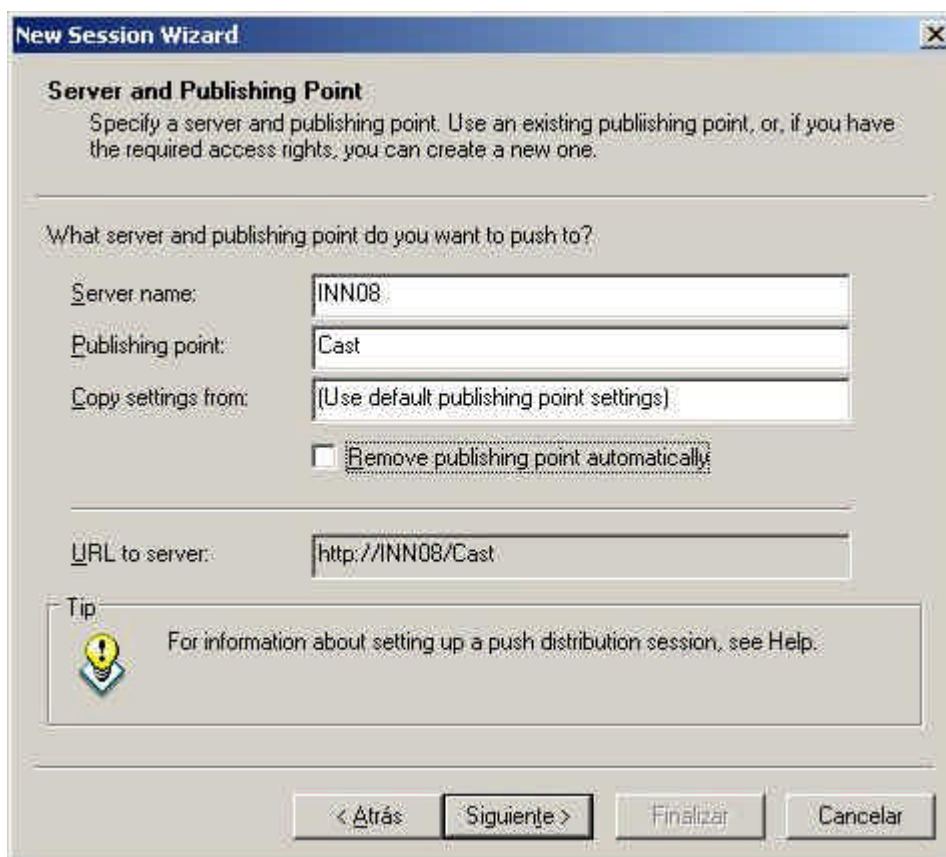 New Session Wizard
Server and Publishing Point
Specify a server and publishing point. Use an existing publiishing point, or, if you have
the required access rights, you can create a new one.
What server and publishing point do you want to push to?
Server name: INN08
Publishing point: Cast
Copy settings from: (Use default publishing point settings)
Remove publishing point automatically
URL to server: http://INN08/Cast
Tip
For information about setting up a push distribution session, see Help.
< Atrás Siguiente > Finalizar Cancelar